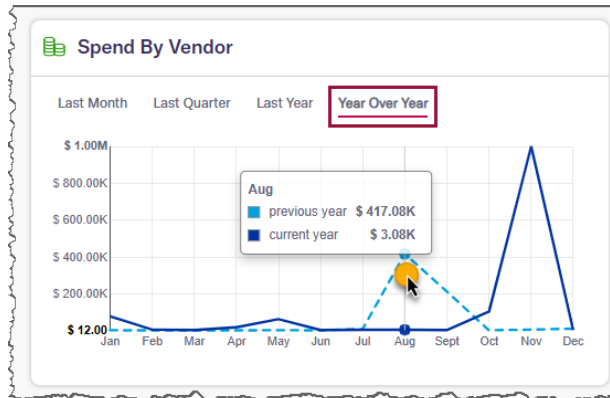 Spend By Vendor
Last Month Last Quarter Last Year Year Over Year
$ 1.00M
$ 800.00K
$ 600.00K
$ 400.00K
$ 200.00K
$ 12.00
Aug
previous year $ 417.08K
current year $ 3.08K
Jan Feb Mar Apr May Jun Jul Aug Sept Oct Nov Dec